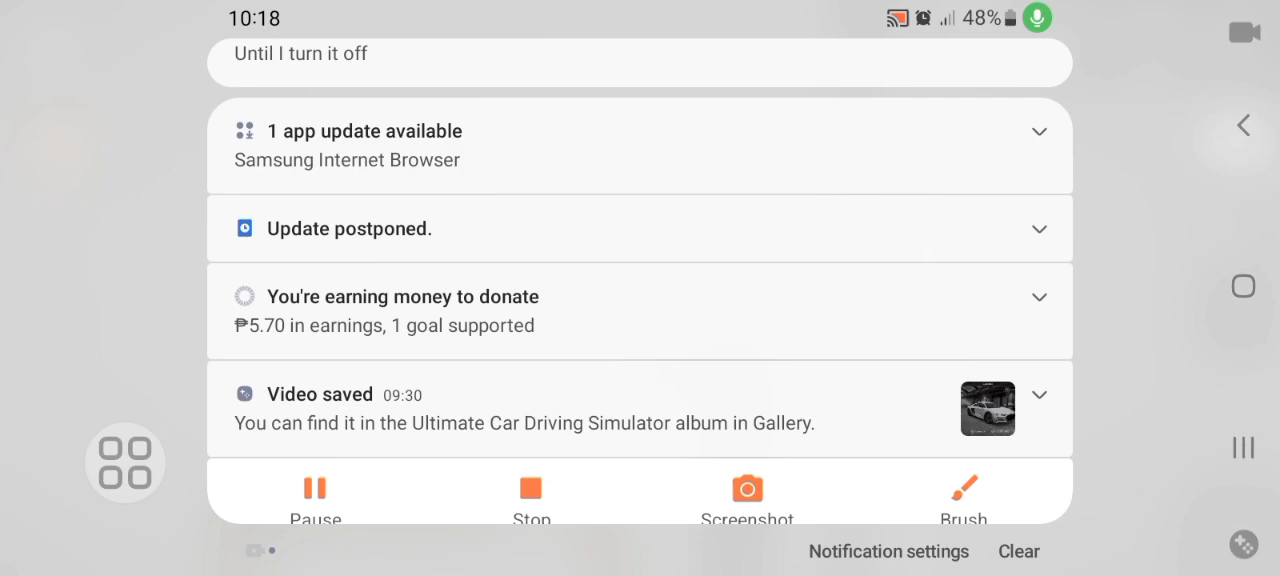 10:18
48%
Until I turn it off
1 app update available
Samsung Internet Browser
Update postponed.
You're earning money to donate
₱5.70 in earnings, 1 goal supported
Video saved 09:30
You can find it in the Ultimate Car Driving Simulator album in Gallery.
Pause Stop Screenshot Brush
Notification settings Clear